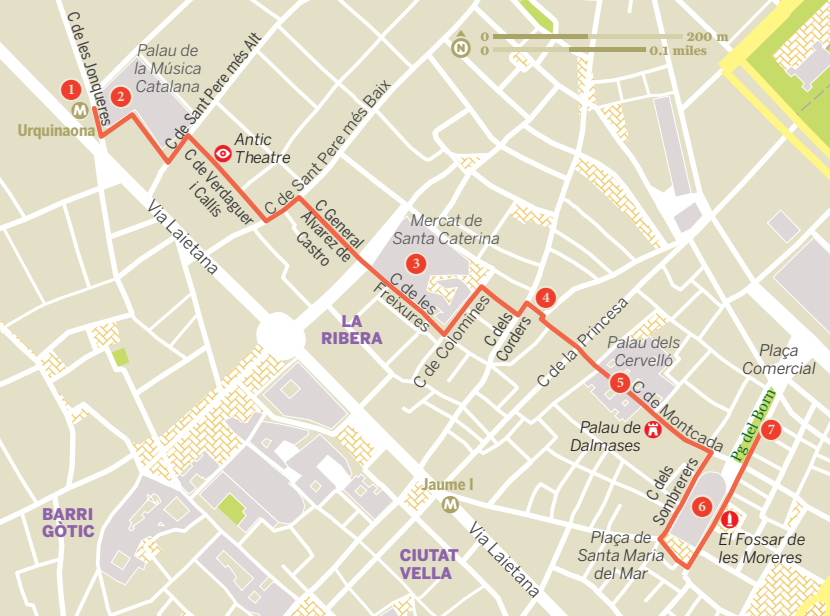 C de les Jonqueres
Palau de
la Música
Catalana
0
200 m
N
0
0.1 miles
1
2
M
Urquinaona
C de Sant Pere més Alt
Antic
Theatre
C de Verdaguer
i Callís
C de Sant Pere més Baix
Via Laietana
C General
Álvarez de
Castro
Mercat de
Santa Caterina
3
C de les
Freixures
4
LA
RIBERA
C de Colomines
C dels
Corders
C de la Princesa
Palau dels
Cervelló
Plaça
Comercial
5
C de Montcada
Pg del Born
7
Palau de
Dalmases
C dels
Sombrerers
Jaume I
M
6
BARRI
GÒTIC
Via Laietana
CIUTAT
VELLA
Plaça de
Santa Maria
del Mar
El Fossar de
les Moreres